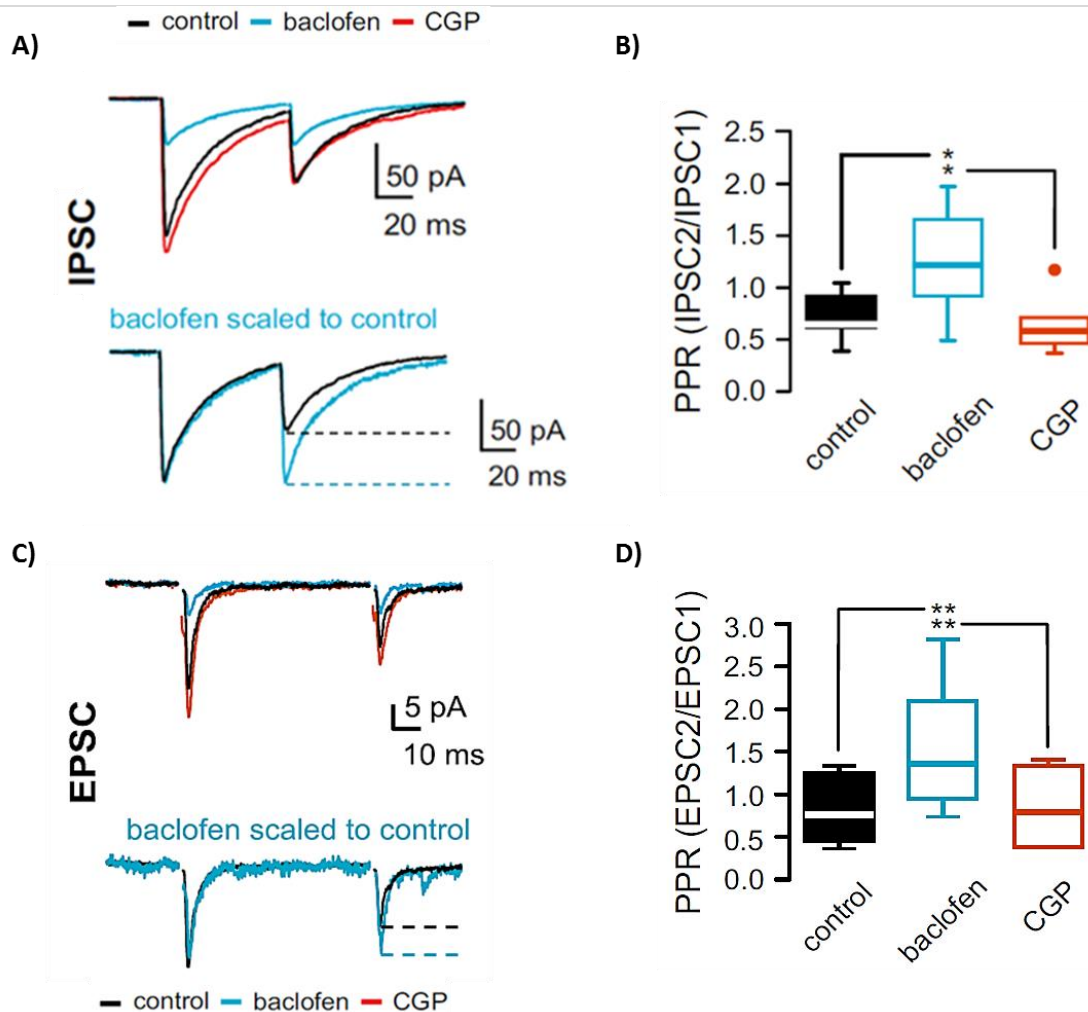 control baclofen CGP
A)
IPSC
50 pA
20 ms
baclofen scaled to control
50 pA
20 ms
B)
PPR (IPSC2/IPSC1)
2.5
2.0
1.5
1.0
0.5
0.0
*
*
control
baclofen
CGP
C)
EPSC
5 pA
10 ms
baclofen scaled to control
control baclofen CGP
D)
PPR (EPSC2/EPSC1)
3.0
2.5
2.0
1.5
1.0
0.5
0.0
**
**
control
baclofen
CGP